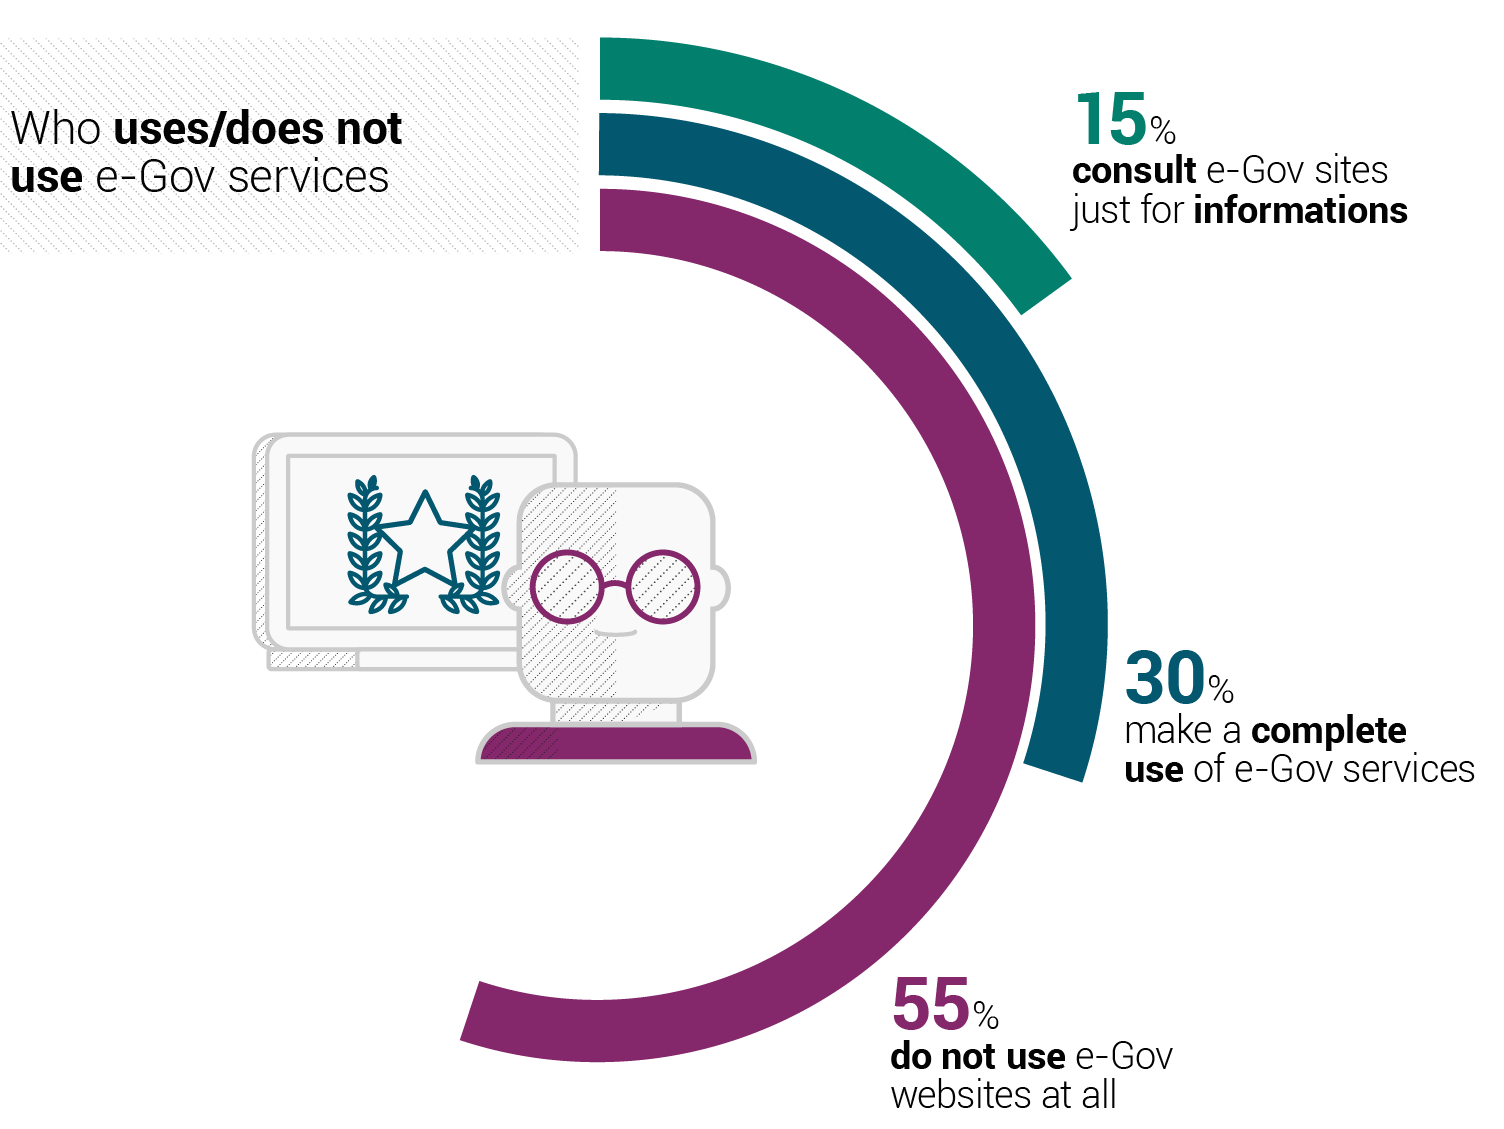 Who uses/does not
use e-Gov services
15%
consult e-Gov sites
just for informations
30%
make a complete
use of e-Gov services
55%
do not use e-Gov
websites at all